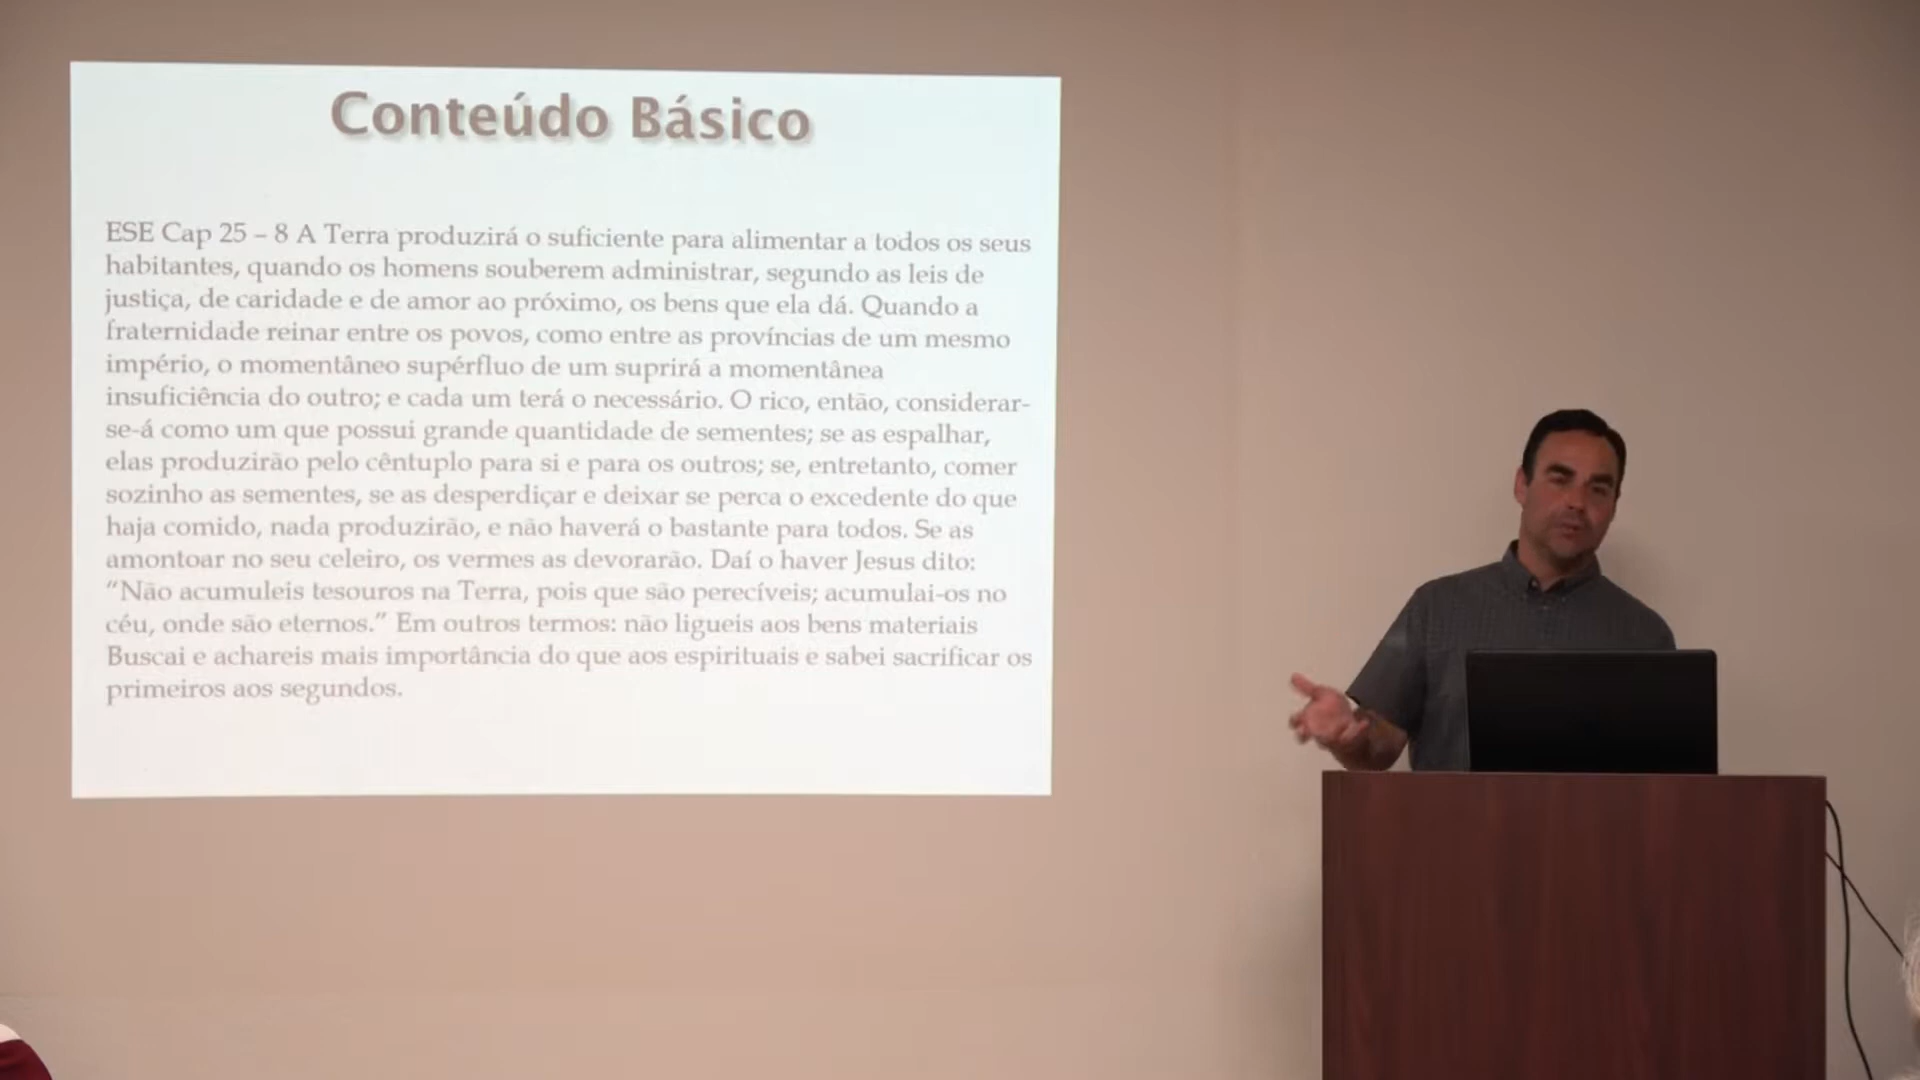 Conteúdo Básico
ESE Cap 25 – 8 A Terra produzirá o suficiente para alimentar a todos os seus
habitantes, quando os homens souberem administrar, segundo as leis de
justiça, de caridade e de amor ao próximo, os bens que ela dá. Quando a
fraternidade reinar entre os povos, como entre as províncias de um mesmo
império, o momentâneo supérfluo de um suprirá a momentânea
insuficiência do outro; e cada um terá o necessário. O rico, então, considerar-
se-á como um que possui grande quantidade de sementes; se as espalhar,
elas produzirão pelo cêntuplo para si e para os outros; se, entretanto, comer
sozinho as sementes, se as desperdiçar e deixar se perca o excedente do que
haja comido, nada produzirão, e não haverá o bastante para todos. Se as
amontoar no seu celeiro, os vermes as devorarão. Daí o haver Jesus dito:
“Não acumuleis tesouros na Terra, pois que são perecíveis; acumulai-os no
céu, onde são eternos.” Em outros termos: não ligueis aos bens materiais
Buscai e achareis mais importância do que aos espirituais e sabei sacrificar os
primeiros aos segundos.